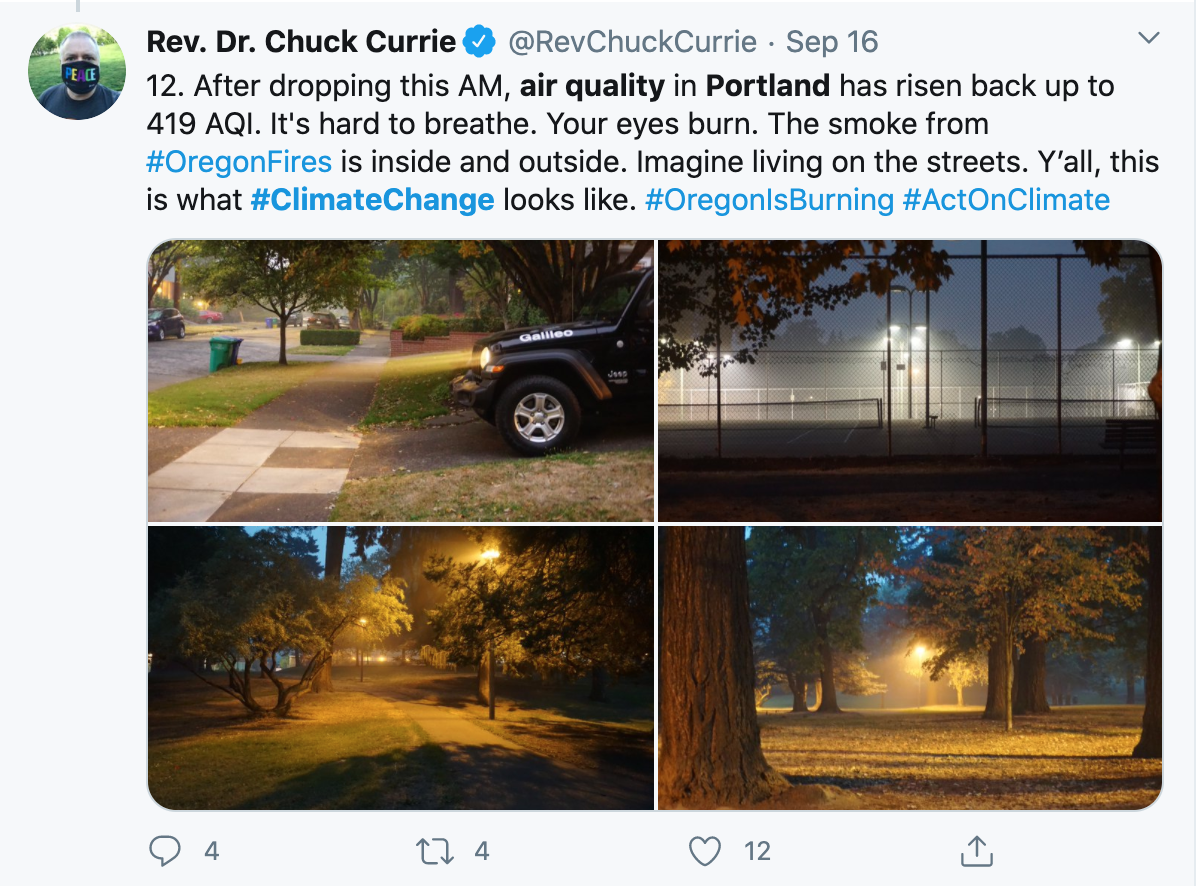 Rev. Dr. Chuck Currie @RevChuckCurrie · Sep 16
12. After dropping this AM, air quality in Portland has risen back up to
419 AQI. It's hard to breathe. Your eyes burn. The smoke from
#OregonFires is inside and outside. Imagine living on the streets. Y’all, this
is what #ClimateChange looks like. #OregonIsBurning #ActOnClimate
PEACE
Galileo
Jeep
4 4 12